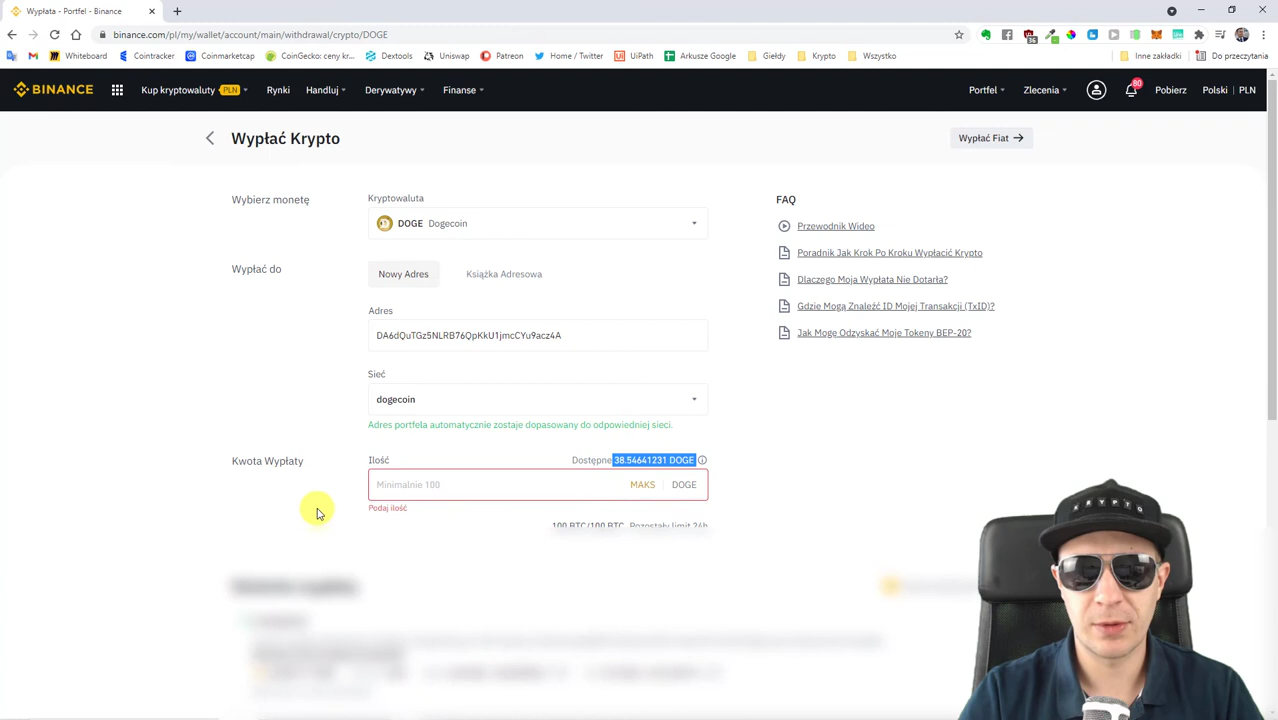 Wypłata - Portfel - Binance
binance.com/pl/my/wallet/account/main/withdrawal/crypto/DOGE
Whiteboard Cointracker Coinmarketcap CoinGecko: ceny kr... Dextools Uniswap Patreon Home / Twitter UiPath Arkusze Google Giełdy Krypto Wszystko Inne zakładki Do przeczytania
BINANCE Kup kryptowaluty PLN Rynki Handluj Derywatywy Finanse Portfel Zlecenia 80 Pobierz Polski PLN
Wypłać Krypto
Wypłać Fiat
Wybierz monetę
Kryptowaluta
DOGE Dogecoin
Wypłać do
Nowy Adres Książka Adresowa
Adres
DA6dQuTGz5NLRB76QpKkU1jmcCYu9acz4A
Sieć
dogecoin
Adres portfela automatycznie zostaje dopasowany do odpowiedniej sieci.
Kwota Wypłaty
Ilość Dostępne 38.54641231 DOGE
Minimalnie 100 MAKS DOGE
Podaj ilość
100 BTC/100 BTC Pozostały limit 24h
FAQ
Przewodnik Wideo
Poradnik Jak Krok Po Kroku Wypłacić Krypto
Dlaczego Moja Wypłata Nie Dotarła?
Gdzie Mogą Znaleźć ID Mojej Transakcji (TxID)?
Jak Mogę Odzyskać Moje Tokeny BEP-20?
KRYPTO